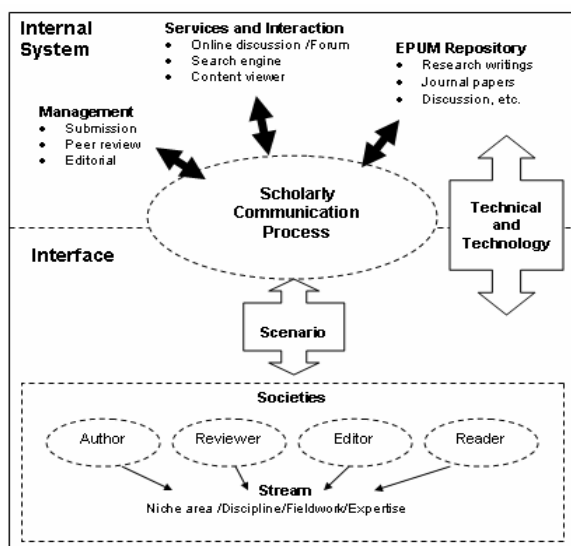 Internal
System
Services and Interaction
• Online discussion /Forum
• Search engine
• Content viewer
EPUM Repository
• Research writings
• Journal papers
• Discussion, etc.
Management
• Submission
• Peer review
• Editorial
Scholarly
Communication
Process
Technical
and
Technology
Interface
Scenario
Societies
Author
Reviewer
Editor
Reader
Stream
Niche area /Discipline/Fieldwork/Expertise